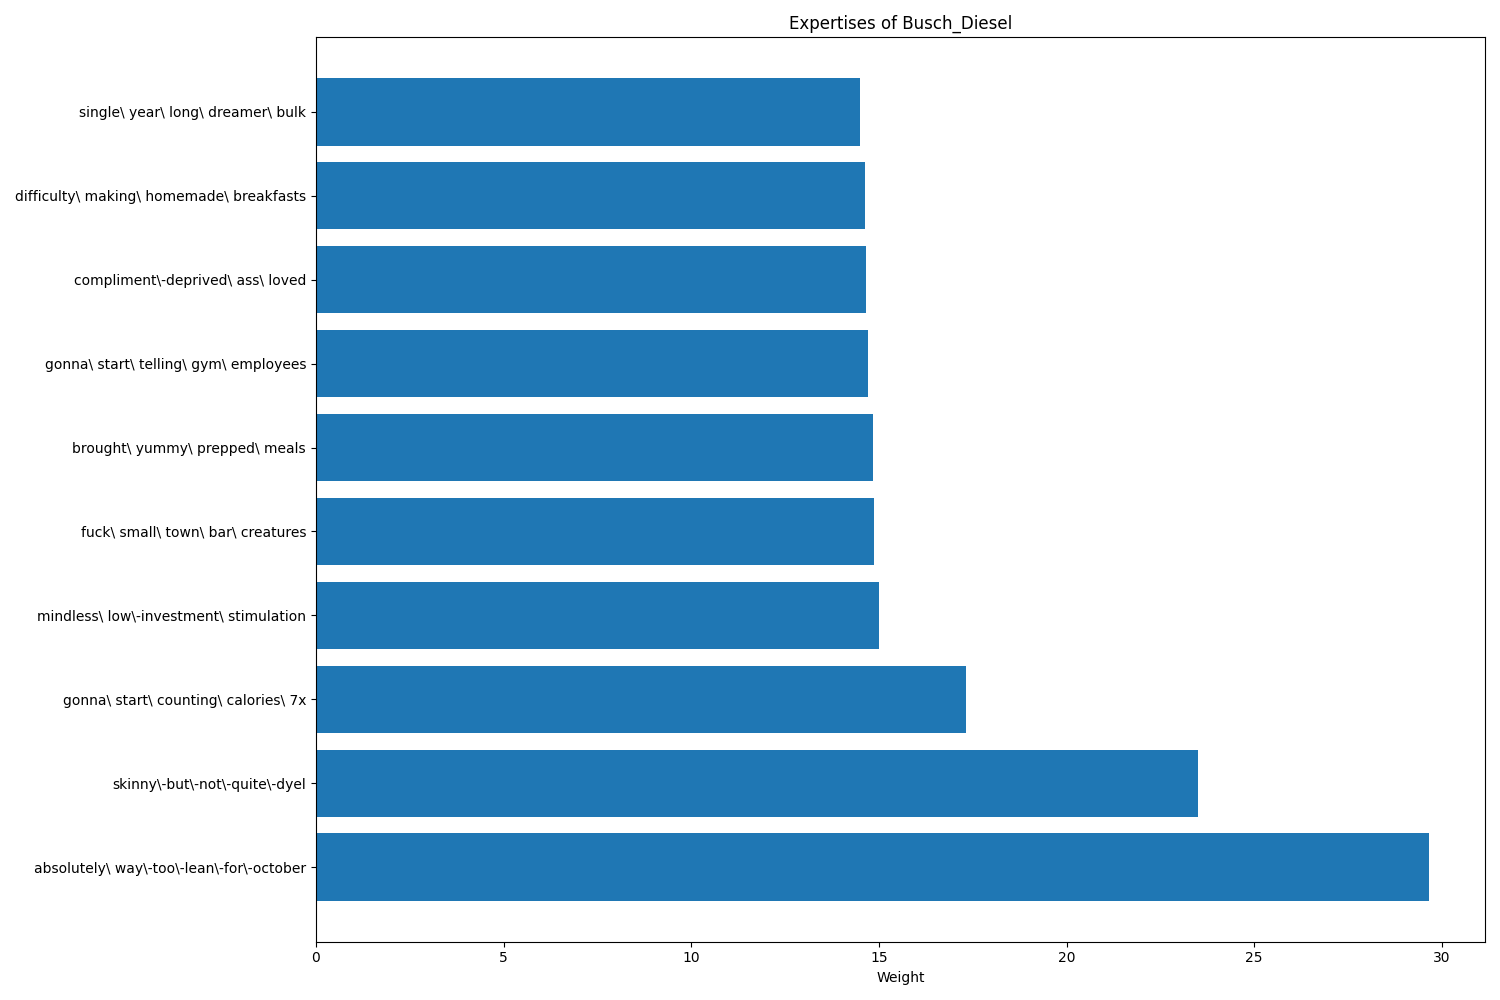 Expertises of Busch_Diesel
single\ year\ long\ dreamer\ bulk
difficulty\ making\ homemade\ breakfasts
compliment\-deprived\ ass\ loved
gonna\ start\ telling\ gym\ employees
brought\ yummy\ prepped\ meals
fuck\ small\ town\ bar\ creatures
mindless\ low\-investment\ stimulation
gonna\ start\ counting\ calories\ 7x
skinny\-but\-not\-quite\-dyel
absolutely\ way\-too\-lean\-for\-october
0 5 10 15 20 25 30
Weight